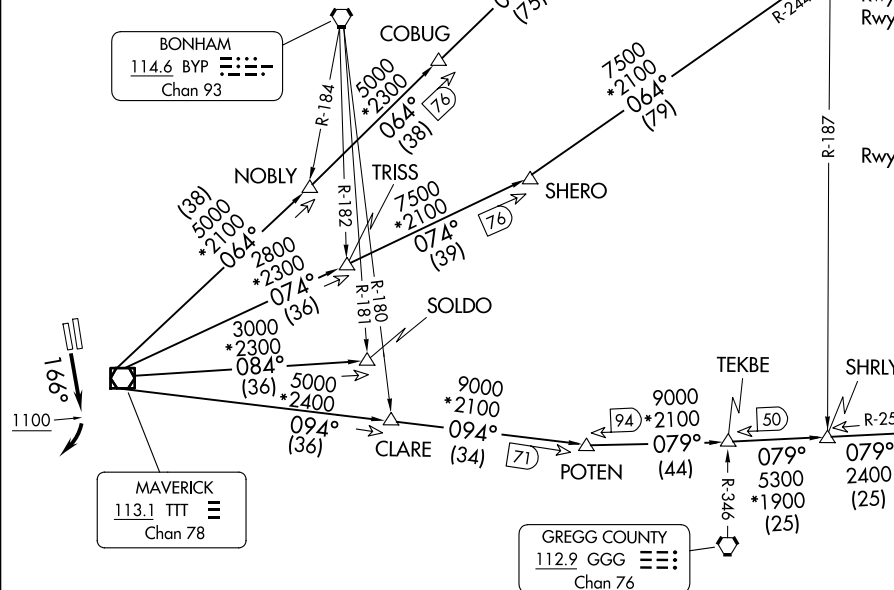 BONHAM
114.6 BYP
Chan 93
COBUG
5000
*2300
064°
(38)
76
R-184
(75)
R-244
7500
*2100
064°
(79)
Rwy
Rwy
R-187
NOBLY
TRISS
SHERO
R-182
7500
*2100
074°
(39)
76
(38)
5000
*2100
064°
2800
*2300
074°
(36)
R-181
R-180
SOLDO
3000
*2300
084°
(36)
166°
1100
5000
*2400
094°
(36)
CLARE
9000
*2100
094°
(34)
71
POTEN
94
9000
*2100
079°
(44)
TEKBE
50
SHRLY
R-25
079°
5300
*1900
(25)
079°
2400
(25)
R-346
MAVERICK
113.1 TTT
Chan 78
GREGG COUNTY
112.9 GGG
Chan 76